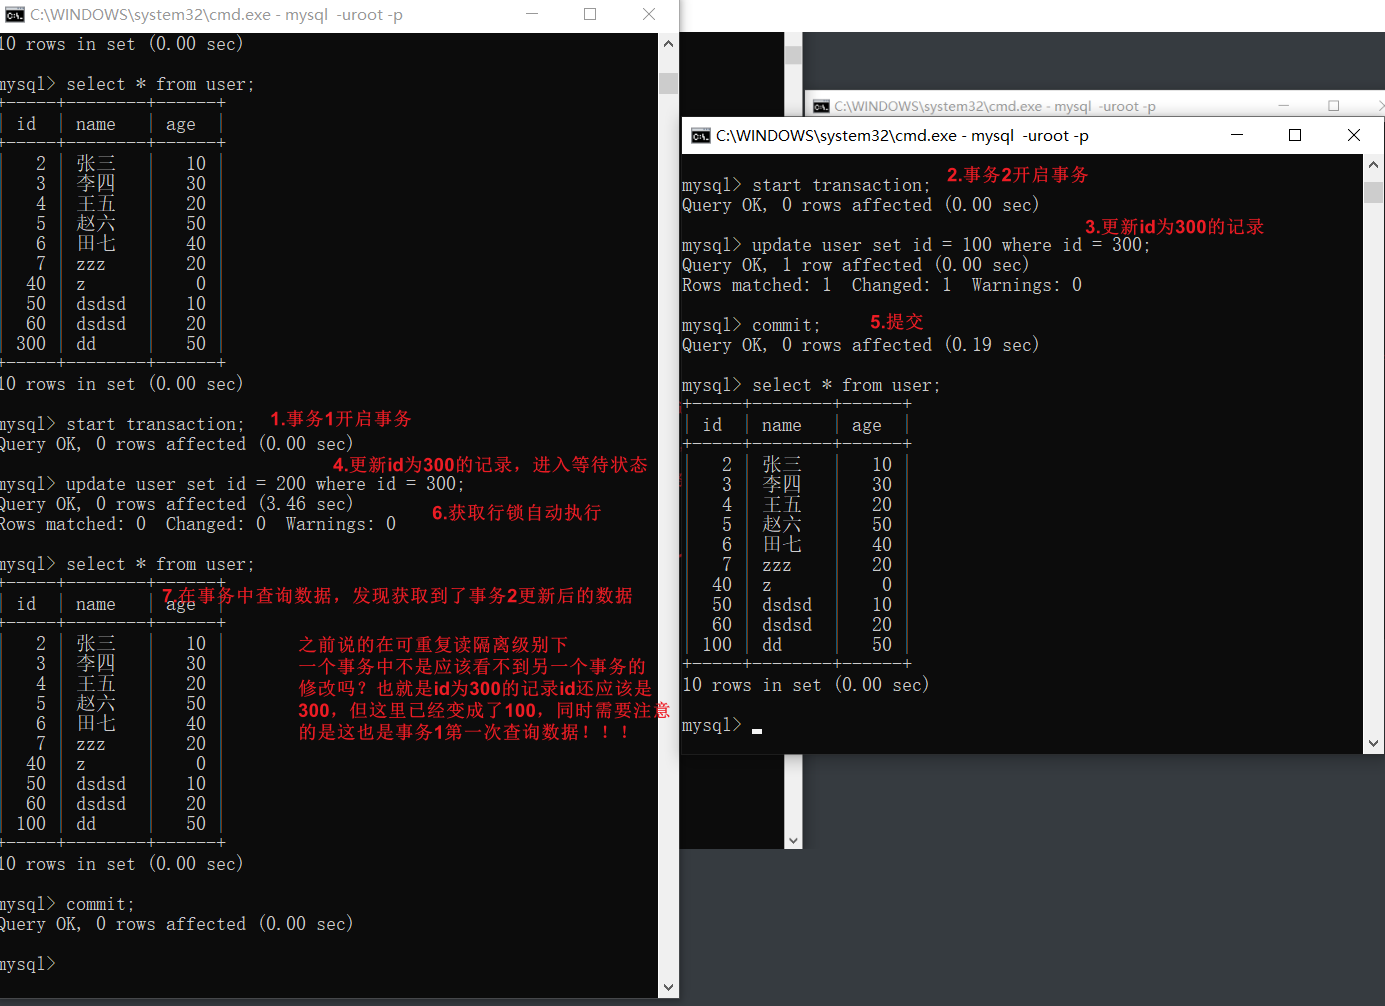 C:\WINDOWS\system32\cmd.exe - mysql  -uroot -p
10 rows in set (0.00 sec)
mysql> select * from user;
+-----+--------+------+
| id  | name   | age  |
+-----+--------+------+
|   2 | 张三   |   10 |
|   3 | 李四   |   30 |
|   4 | 王五   |   20 |
|   5 | 赵六   |   50 |
|   6 | 田七   |   40 |
|   7 | zzz    |   20 |
|  40 | z      |    0 |
|  50 | dsdsd  |   10 |
|  60 | dsdsd  |   20 |
| 300 | dd     |   50 |
+-----+--------+------+
10 rows in set (0.00 sec)
mysql> start transaction; 1.事务1开启事务
Query OK, 0 rows affected (0.00 sec)
4.更新id为300的记录，进入等待状态
mysql> update user set id = 200 where id = 300;
Query OK, 0 rows affected (3.46 sec)
6.获取行锁自动执行
Rows matched: 0  Changed: 0  Warnings: 0
mysql> select * from user;
+-----+--------+------+
7.在事务中查询数据，发现获取到了事务2更新后的数据
| id  | name   | age  |
+-----+--------+------+
|   2 | 张三   |   10 |
|   3 | 李四   |   30 |
|   4 | 王五   |   20 |
|   5 | 赵六   |   50 |
|   6 | 田七   |   40 |
|   7 | zzz    |   20 |
|  40 | z      |    0 |
|  50 | dsdsd  |   10 |
|  60 | dsdsd  |   20 |
| 100 | dd     |   50 |
+-----+--------+------+
之前说的在可重复读隔离级别下
一个事务中不是应该看不到另一个事务的
修改吗？也就是id为300的记录id还应该是
300，但这里已经变成了100，同时需要注意
的是这也是事务1第一次查询数据！！！
10 rows in set (0.00 sec)
mysql> commit;
Query OK, 0 rows affected (0.00 sec)
mysql>
C:\WINDOWS\system32\cmd.exe - mysql  -uroot -p
C:\WINDOWS\system32\cmd.exe - mysql  -uroot -p
mysql> start transaction; 2.事务2开启事务
Query OK, 0 rows affected (0.00 sec)
3.更新id为300的记录
mysql> update user set id = 100 where id = 300;
Query OK, 1 row affected (0.00 sec)
Rows matched: 1  Changed: 1  Warnings: 0
mysql> commit; 5.提交
Query OK, 0 rows affected (0.19 sec)
mysql> select * from user;
+-----+--------+------+
| id  | name   | age  |
+-----+--------+------+
|   2 | 张三   |   10 |
|   3 | 李四   |   30 |
|   4 | 王五   |   20 |
|   5 | 赵六   |   50 |
|   6 | 田七   |   40 |
|   7 | zzz    |   20 |
|  40 | z      |    0 |
|  50 | dsdsd  |   10 |
|  60 | dsdsd  |   20 |
| 100 | dd     |   50 |
+-----+--------+------+
10 rows in set (0.00 sec)
mysql>